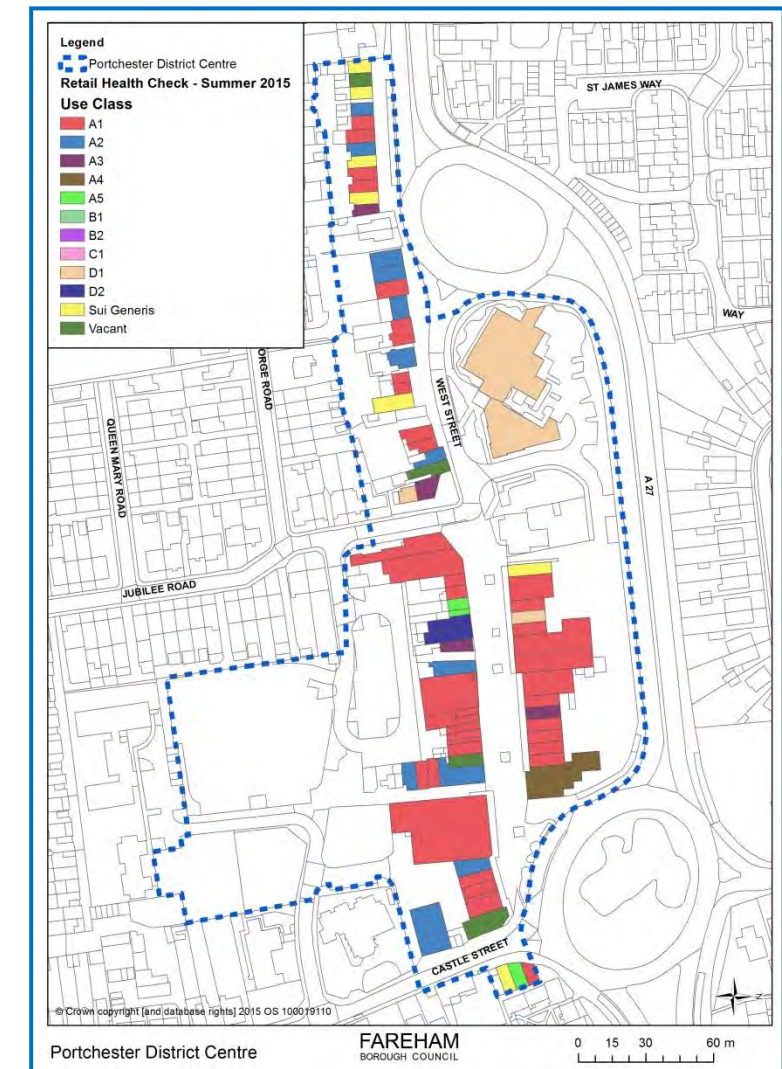 Legend
Portchester District Centre
Retail Health Check - Summer 2015
Use Class
A1
A2
A3
A4
A5
B1
B2
C1
D1
D2
Sui Generis
Vacant
ST JAMES WAY
WAY
ORGE ROAD
QUEEN MARY ROAD
WEST STREET
A 27
JUBILEE ROAD
CASTLE STREET
© Crown copyright [and database rights] 2015 OS 100019110
Portchester District Centre
FAREHAM
BOROUGH COUNCIL
0 15 30 60 m